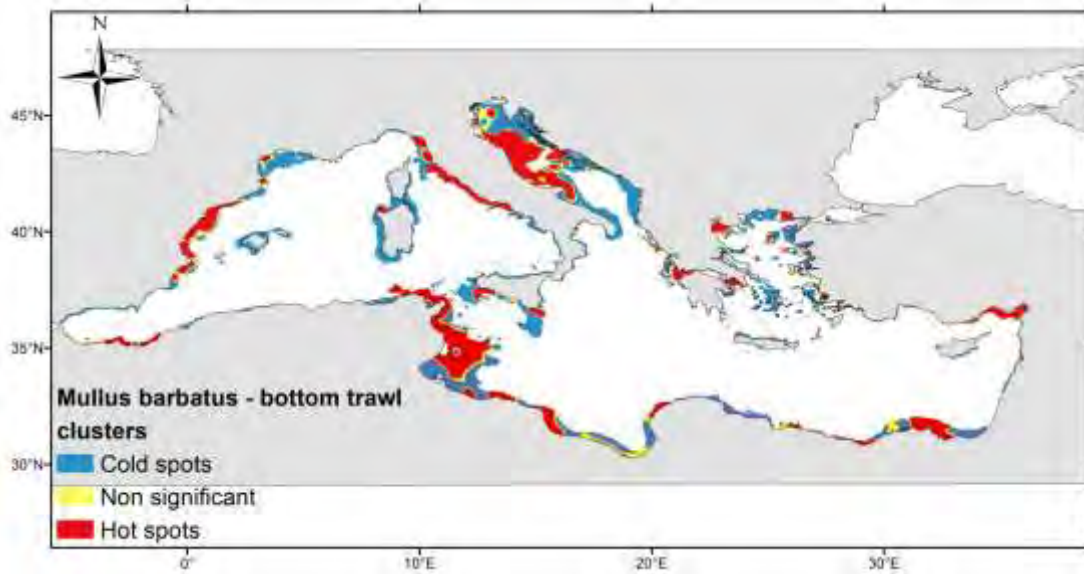 N
45°N
40°N
35°N
30°N
Mullus barbatus - bottom trawl
clusters
Cold spots
Non significant
Hot spots
0°
10°E
20°E
30°E